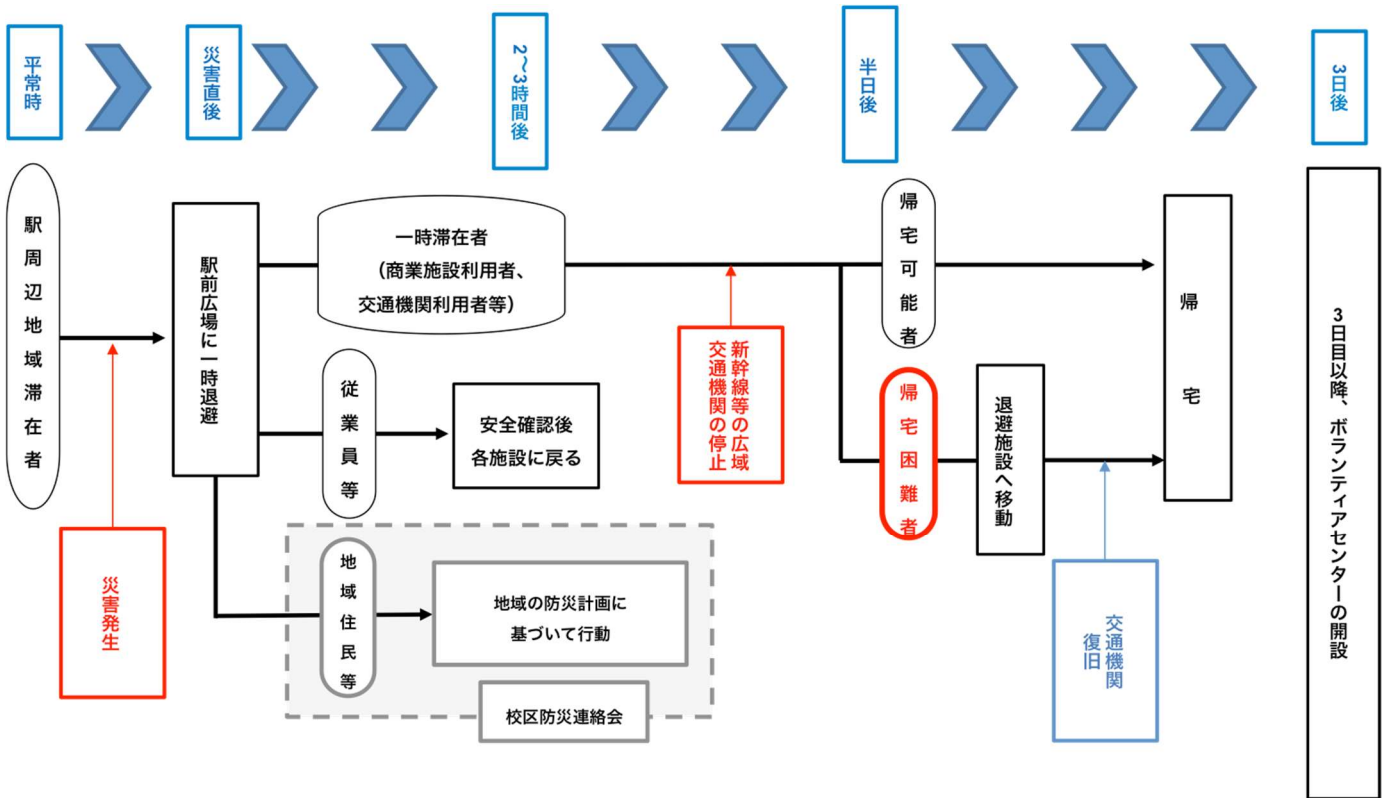 平常時
災害直後
2〜3時間後
半日後
3日後
駅周辺地域滞在者
災害発生
駅前広場に一時退避
一時滞在者
（商業施設利用者、
交通機関利用者等）
従業員等
安全確認後
各施設に戻る
地域住民等
地域の防災計画に
基づいて行動
校区防災連絡会
新幹線等の広域
交通機関の停止
帰宅可能者
帰宅困難者
退避施設へ移動
交通機関
復旧
帰宅
3日目以降、ボランティアセンターの開設